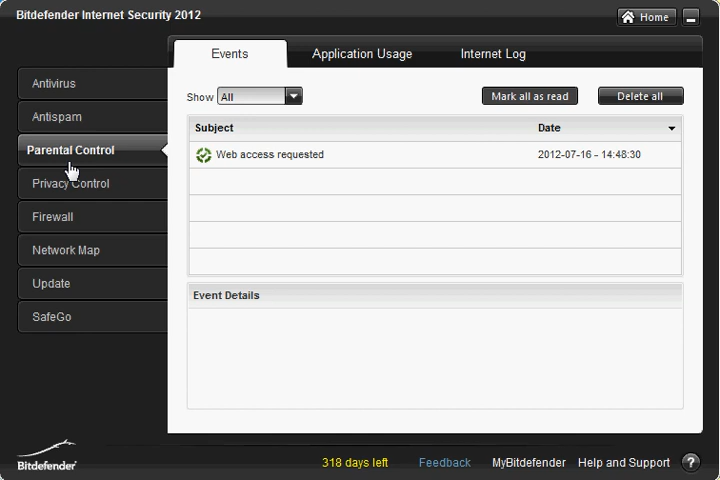 Bitdefender Internet Security 2012
Home
Events
Application Usage
Internet Log
Antivirus
Antispam
Parental Control
Privacy Control
Firewall
Network Map
Update
SafeGo
Show All
Mark all as read
Delete all
Subject Date
Web access requested 2012-07-16 - 14:48:30
Event Details
Bitdefender
318 days left
Feedback
MyBitdefender
Help and Support
?